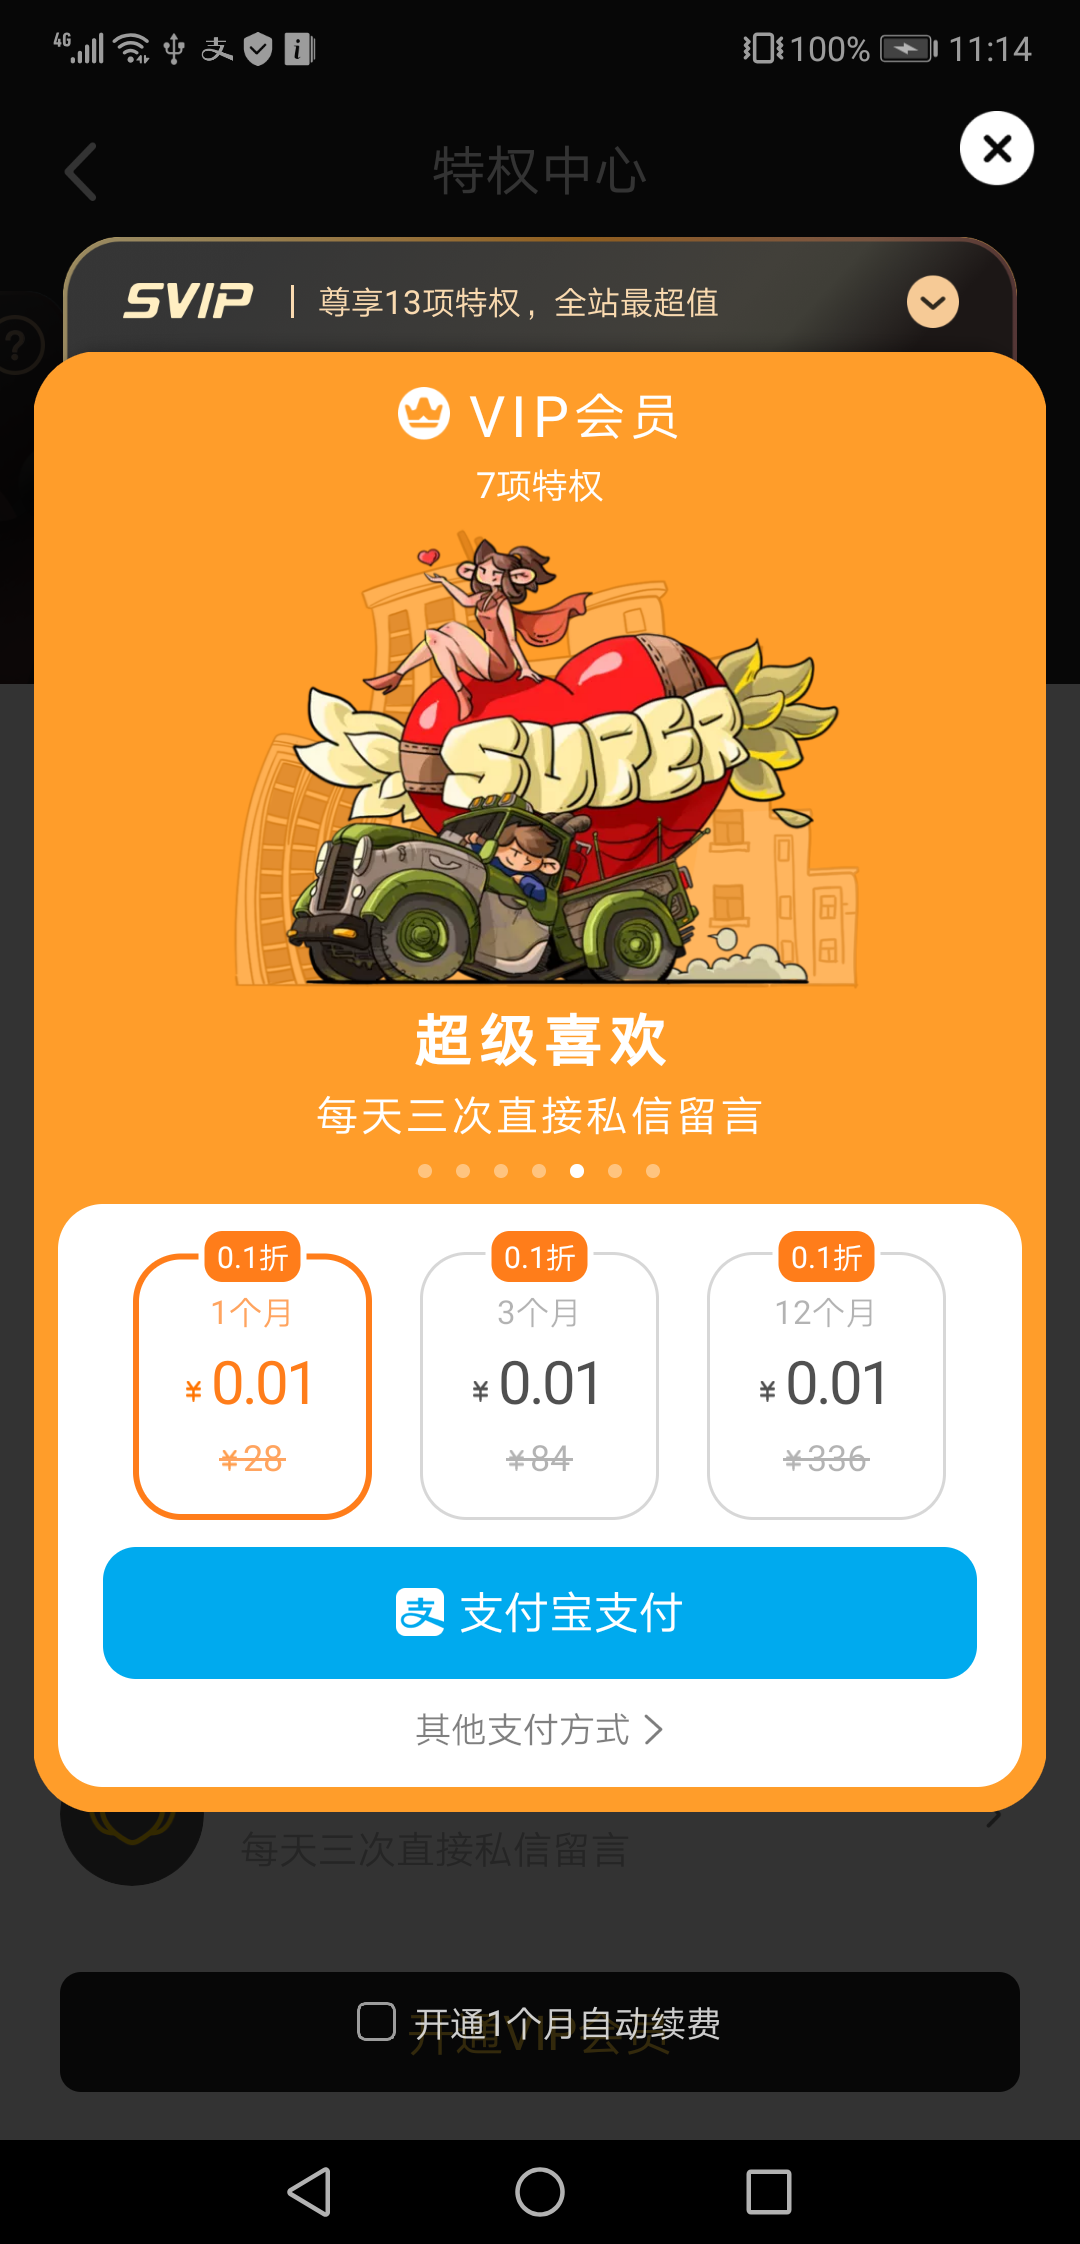 4G
100%
11:14
特权中心
SVIP | 尊享13项特权，全站最超值
?
VIP会员
7项特权
SUPER
超级喜欢
每天三次直接私信留言
0.1折
1个月
¥0.01
¥28
0.1折
3个月
¥0.01
¥84
0.1折
12个月
¥0.01
¥336
支付宝支付
其他支付方式
每天三次直接私信留言
开通1个月自动续费
开通VIP会员